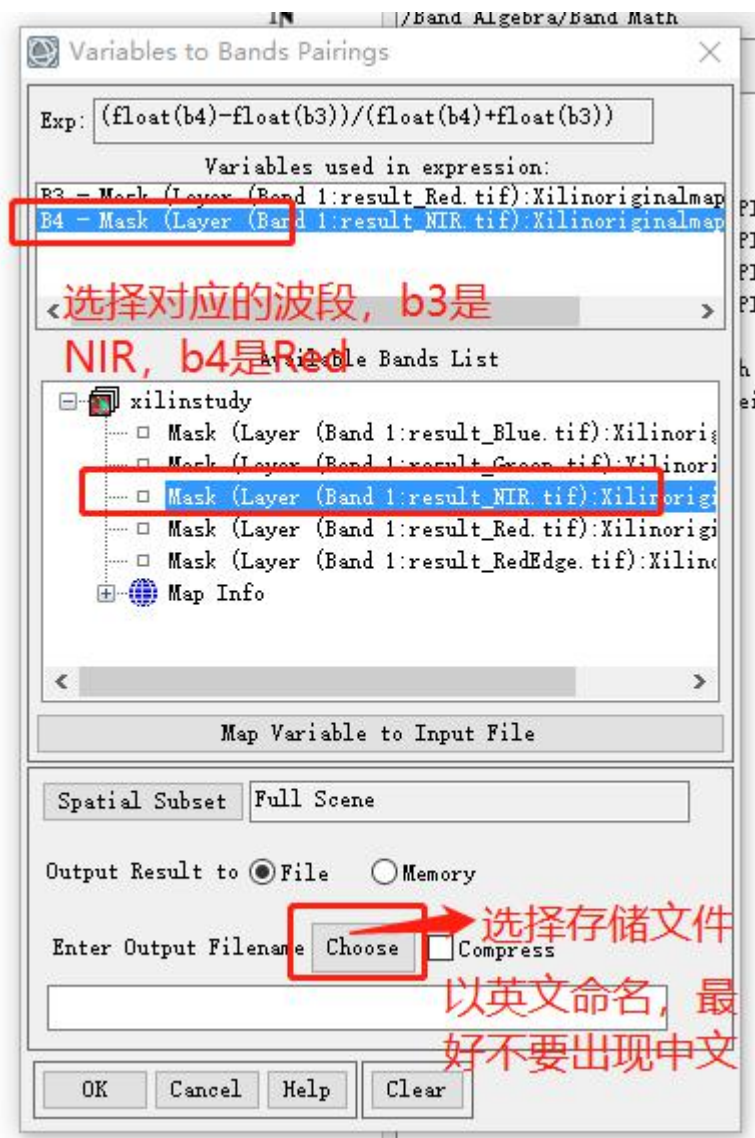 /Band Algebra/Band Math
Variables to Bands Pairings
Exp: (float(b4)-float(b3))/(float(b4)+float(b3))
Variables used in expression:
B3 - Mask (Layer (Band 1:result_Red.tif):Xilinoriginalmap
B4 - Mask (Layer (Band 1:result_NIR.tif):Xilinoriginalmap
选择对应的波段，b3是
NIR，b4是Red
Available Bands List
xilinstudy
Mask (Layer (Band 1:result_Blue.tif):Xilinorig
Mask (Layer (Band 1:result_Green.tif):Xilinori
Mask (Layer (Band 1:result_NIR.tif):Xilinorigi
Mask (Layer (Band 1:result_Red.tif):Xilinorigi
Mask (Layer (Band 1:result_RedEdge.tif):Xilino
Map Info
Map Variable to Input File
Spatial Subset Full Scene
Output Result to File Memory
选择存储文件
Enter Output Filename Choose Compress
以英文命名，最
好不要出现中文
OK Cancel Help Clear